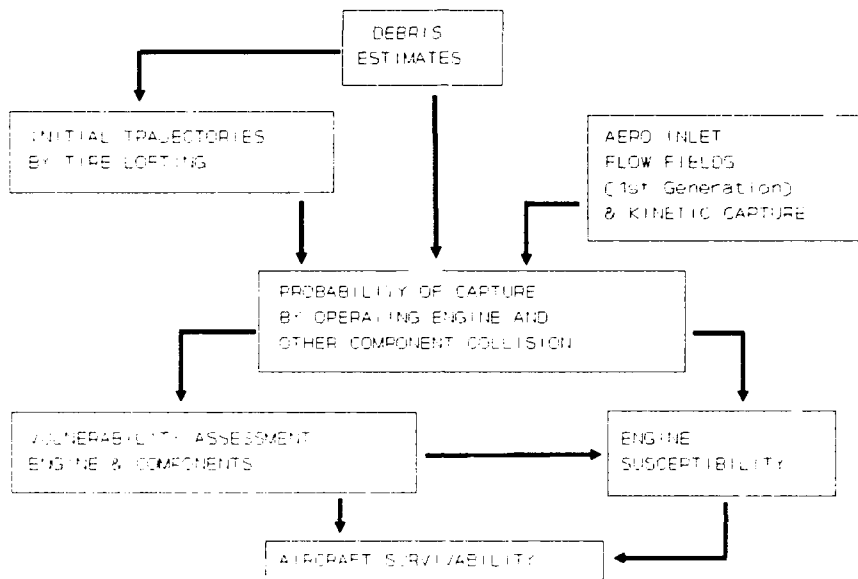 DEBRIS
ESTIMATES
INITIAL TRAJECTORIES
BY TIRE LOFTING
AERO INLET
FLOW FIELDS
(1st Generation)
& KINETIC CAPTURE
PROBABILITY OF CAPTURE
BY OPERATING ENGINE AND
OTHER COMPONENT COLLISION
VULNERABILITY ASSESSMENT
ENGINE & COMPONENTS
ENGINE
SUSCEPTIBILITY
AIRCRAFT SURVIVABILITY